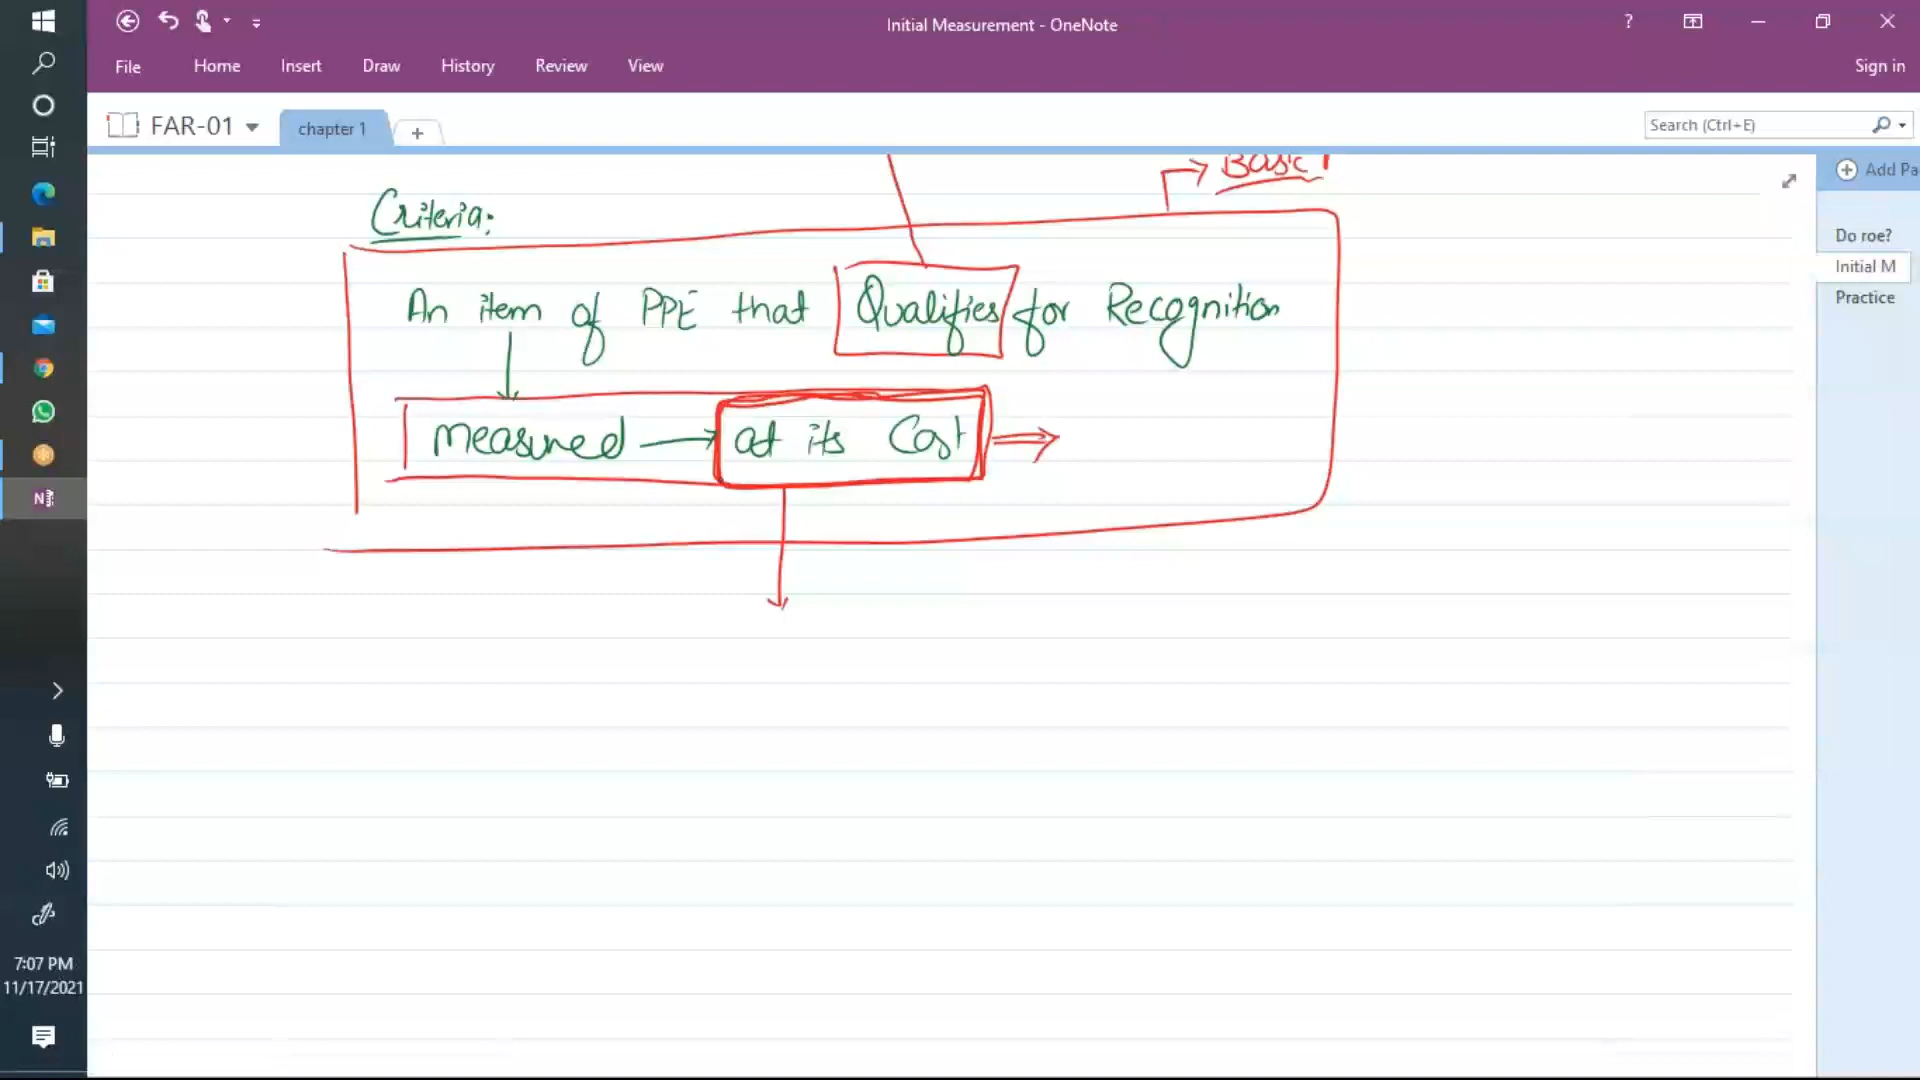 Initial Measurement - OneNote
?
File Home Insert Draw History Review View
Sign in
FAR-01
chapter 1
+
Search (Ctrl+E)
Add Pa
Do roe?
Initial M
Practice
Basic
Criteria:
An item of PPE that Qualifies for Recognition
measured → at its Cost ⇒
N
7:07 PM
11/17/2021